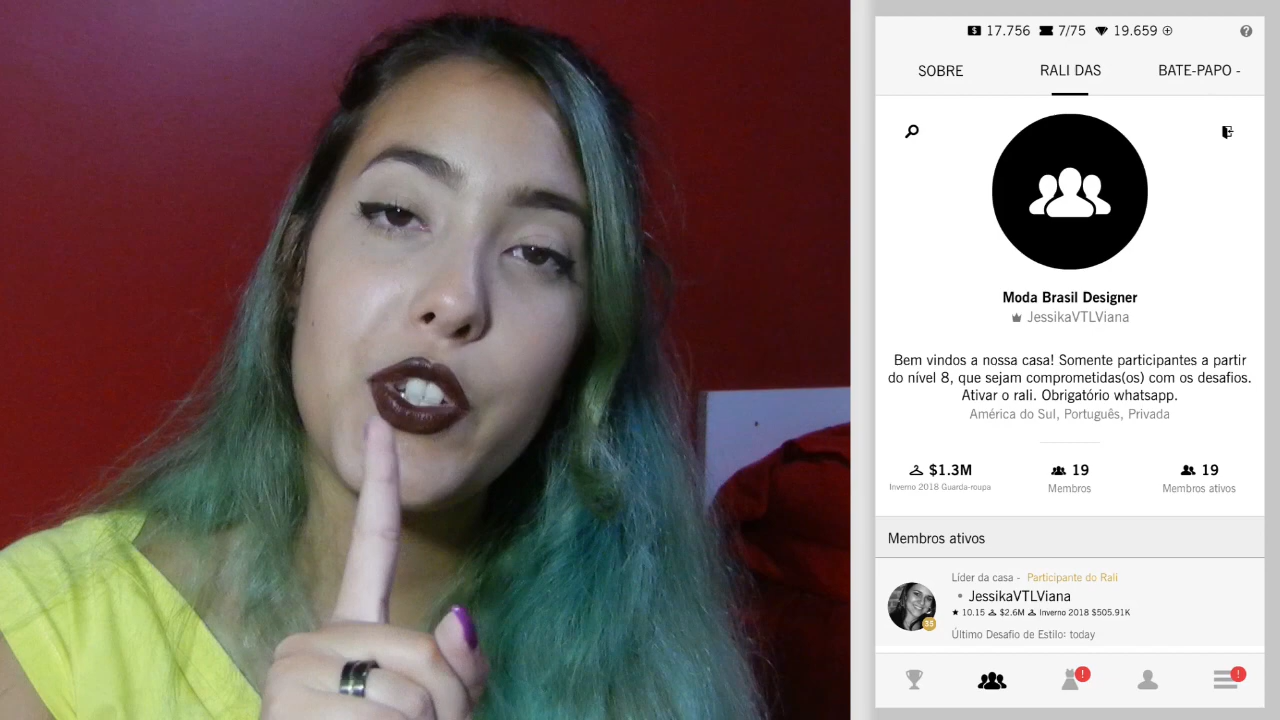 17.756 7/75 19.659
SOBRE RALI DAS BATE-PAPO -
Moda Brasil Designer
JessikaVTLViana
Bem vindos a nossa casa! Somente participantes a partir
do nível 8, que sejam comprometidas(os) com os desafios.
Ativar o rali. Obrigatório whatsapp.
América do Sul, Português, Privada
$1.3M 19 19
Inverno 2018 Guarda-roupa Membros Membros ativos
Membros ativos
Líder da casa - Participante do Rali
• JessikaVTLViana
35
★ 10.15 $2.6M Inverno 2018 $505.91K
Último Desafio de Estilo: today